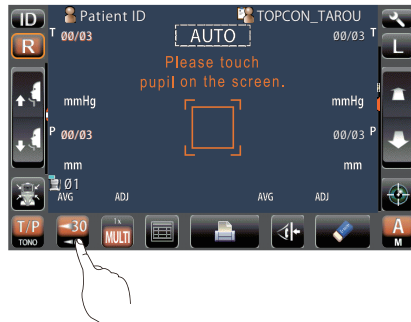 ID Patient ID TOPCON_TAROU
R T 00/03 AUTO 00/03 T L
Please touch
pupil on the screen.
mmHg mmHg
P 00/03 00/03 P
mm mm
01
AVG ADJ AVG ADJ
T/P 30 1x A
TONO MULTI M